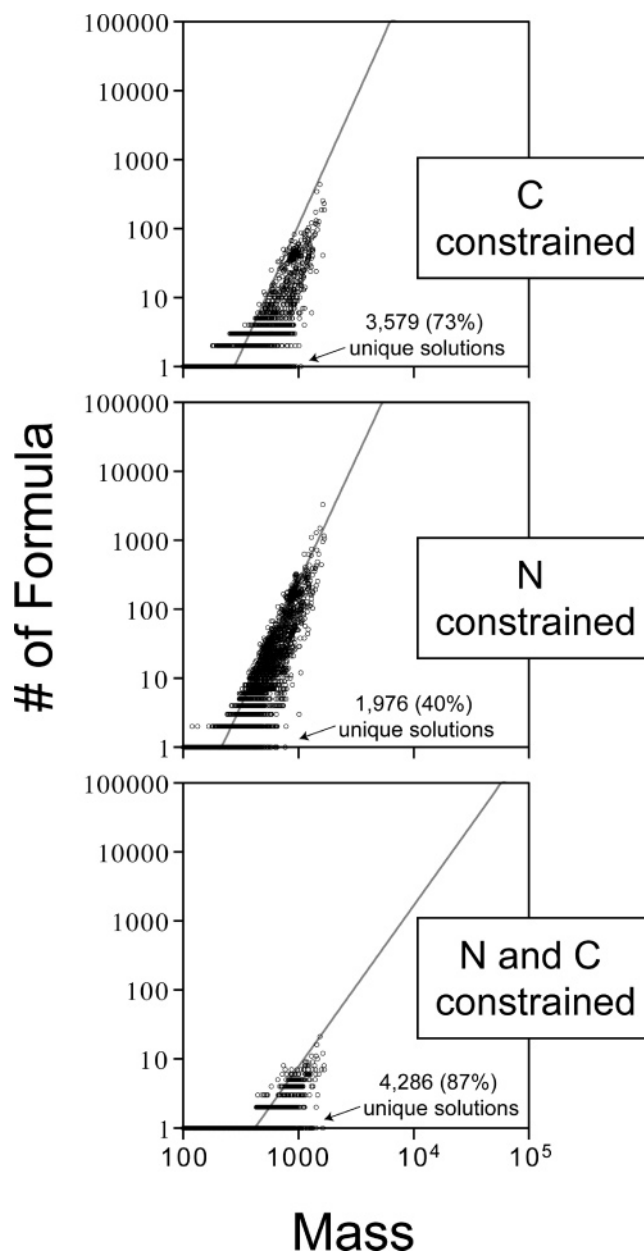 100000
10000
1000
100
10
1
C
constrained
3,579 (73%)
unique solutions
100000
10000
1000
100
10
1
N
constrained
1,976 (40%)
unique solutions
100000
10000
1000
100
10
1
N and C
constrained
4,286 (87%)
unique solutions
100 1000 10⁴ 10⁵
# of Formula
Mass